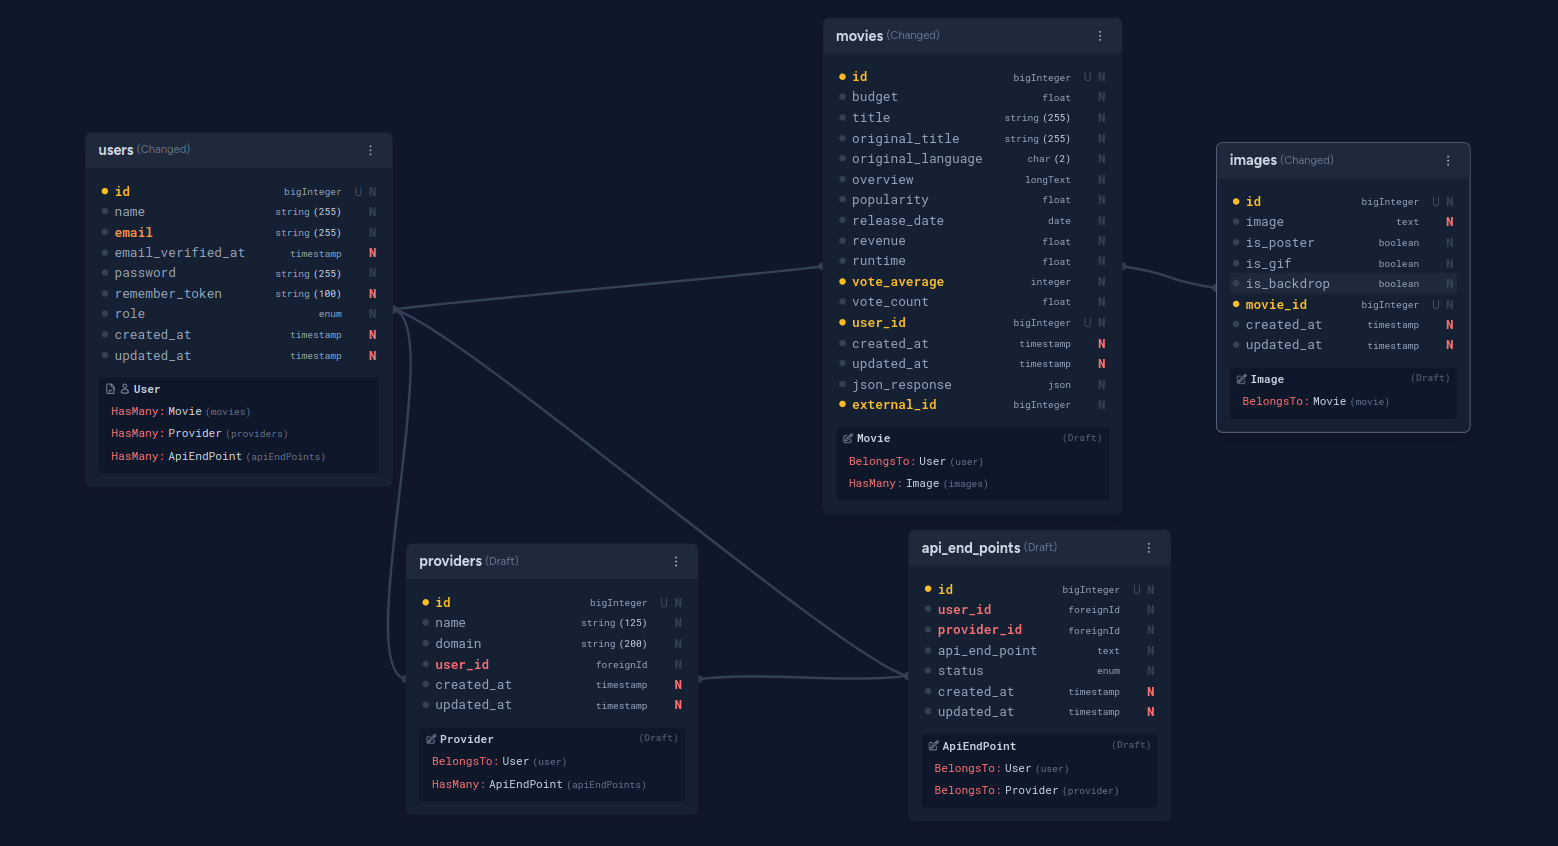 users (Changed)
id bigInteger U N
name string (255) N
email string (255) N
email_verified_at timestamp N
password string (255) N
remember_token string (100) N
role enum N
created_at timestamp N
updated_at timestamp N
User
HasMany: Movie (movies)
HasMany: Provider (providers)
HasMany: ApiEndPoint (apiEndPoints)
movies (Changed)
id bigInteger U N
budget float N
title string (255) N
original_title string (255) N
original_language char (2) N
overview longText N
popularity float N
release_date date N
revenue float N
runtime float N
vote_average integer N
vote_count float N
user_id bigInteger U N
created_at timestamp N
updated_at timestamp N
json_response json N
external_id bigInteger N
Movie (Draft)
BelongsTo: User (user)
HasMany: Image (images)
images (Changed)
id bigInteger U N
image text N
is_poster boolean N
is_gif boolean N
is_backdrop boolean N
movie_id bigInteger U N
created_at timestamp N
updated_at timestamp N
Image (Draft)
BelongsTo: Movie (movie)
providers (Draft)
id bigInteger U N
name string (125) N
domain string (200) N
user_id foreignId N
created_at timestamp N
updated_at timestamp N
Provider (Draft)
BelongsTo: User (user)
HasMany: ApiEndPoint (apiEndPoints)
api_end_points (Draft)
id bigInteger U N
user_id foreignId N
provider_id foreignId N
api_end_point text N
status enum N
created_at timestamp N
updated_at timestamp N
ApiEndPoint (Draft)
BelongsTo: User (user)
BelongsTo: Provider (provider)